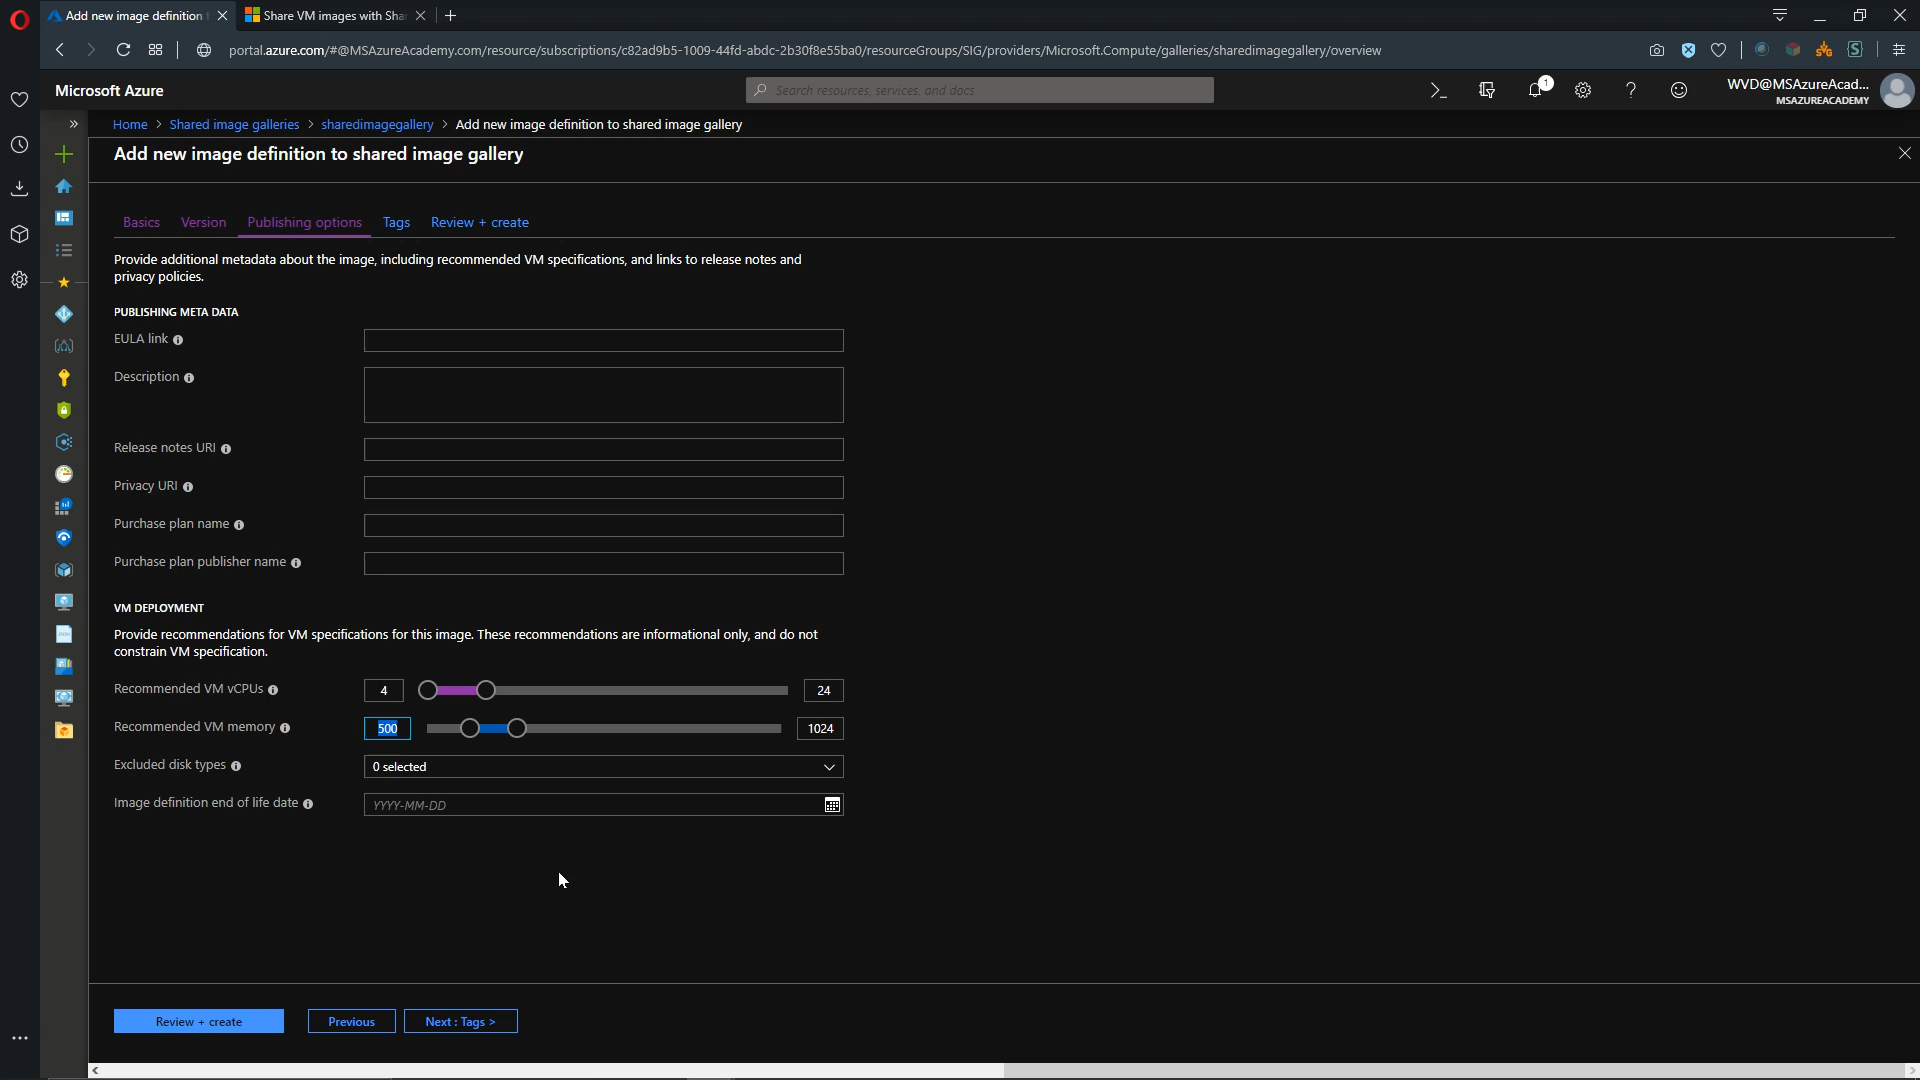 Add new image definition
Share VM images with Sha
portal.azure.com/#@MSAzureAcademy.com/resource/subscriptions/c82ad9b5-1009-44fd-abdc-2b30f8e55ba0/resourceGroups/SIG/providers/Microsoft.Compute/galleries/sharedimagegallery/overview
Microsoft Azure
Search resources, services, and docs
1
WVD@MSAzureAcad...
MSAZUREACADEMY
Home > Shared image galleries > sharedimagegallery > Add new image definition to shared image gallery
Add new image definition to shared image gallery
Basics Version Publishing options Tags Review + create
Provide additional metadata about the image, including recommended VM specifications, and links to release notes and
privacy policies.
PUBLISHING META DATA
EULA link
Description
Release notes URI
Privacy URI
Purchase plan name
Purchase plan publisher name
VM DEPLOYMENT
Provide recommendations for VM specifications for this image. These recommendations are informational only, and do not
constrain VM specification.
Recommended VM vCPUs 4 24
Recommended VM memory 500 1024
Excluded disk types 0 selected
Image definition end of life date YYYY-MM-DD
Review + create Previous Next : Tags >